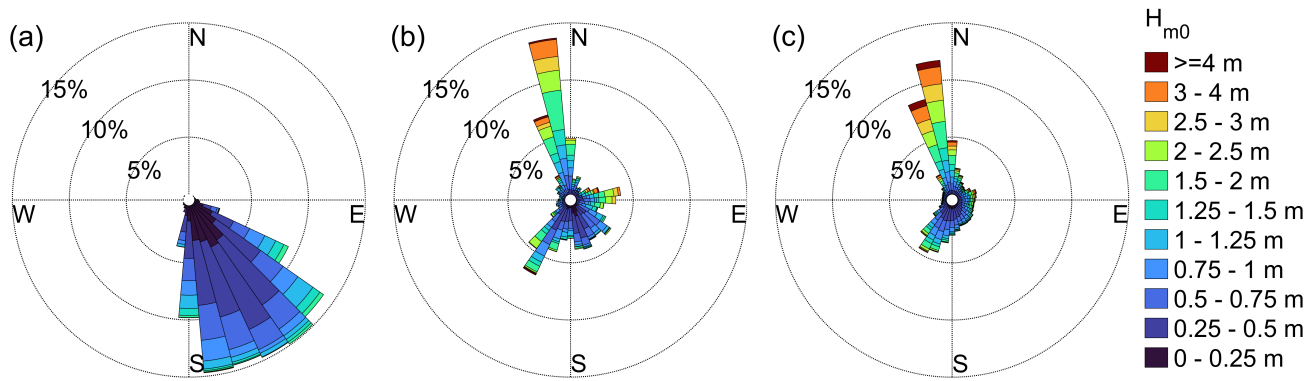 (a)
N
15%
10%
5%
W
E
S
(b)
N
15%
10%
5%
W
E
S
(c)
N
15%
10%
5%
W
E
S
H_m0
>=4 m
3 - 4 m
2.5 - 3 m
2 - 2.5 m
1.5 - 2 m
1.25 - 1.5 m
1 - 1.25 m
0.75 - 1 m
0.5 - 0.75 m
0.25 - 0.5 m
0 - 0.25 m